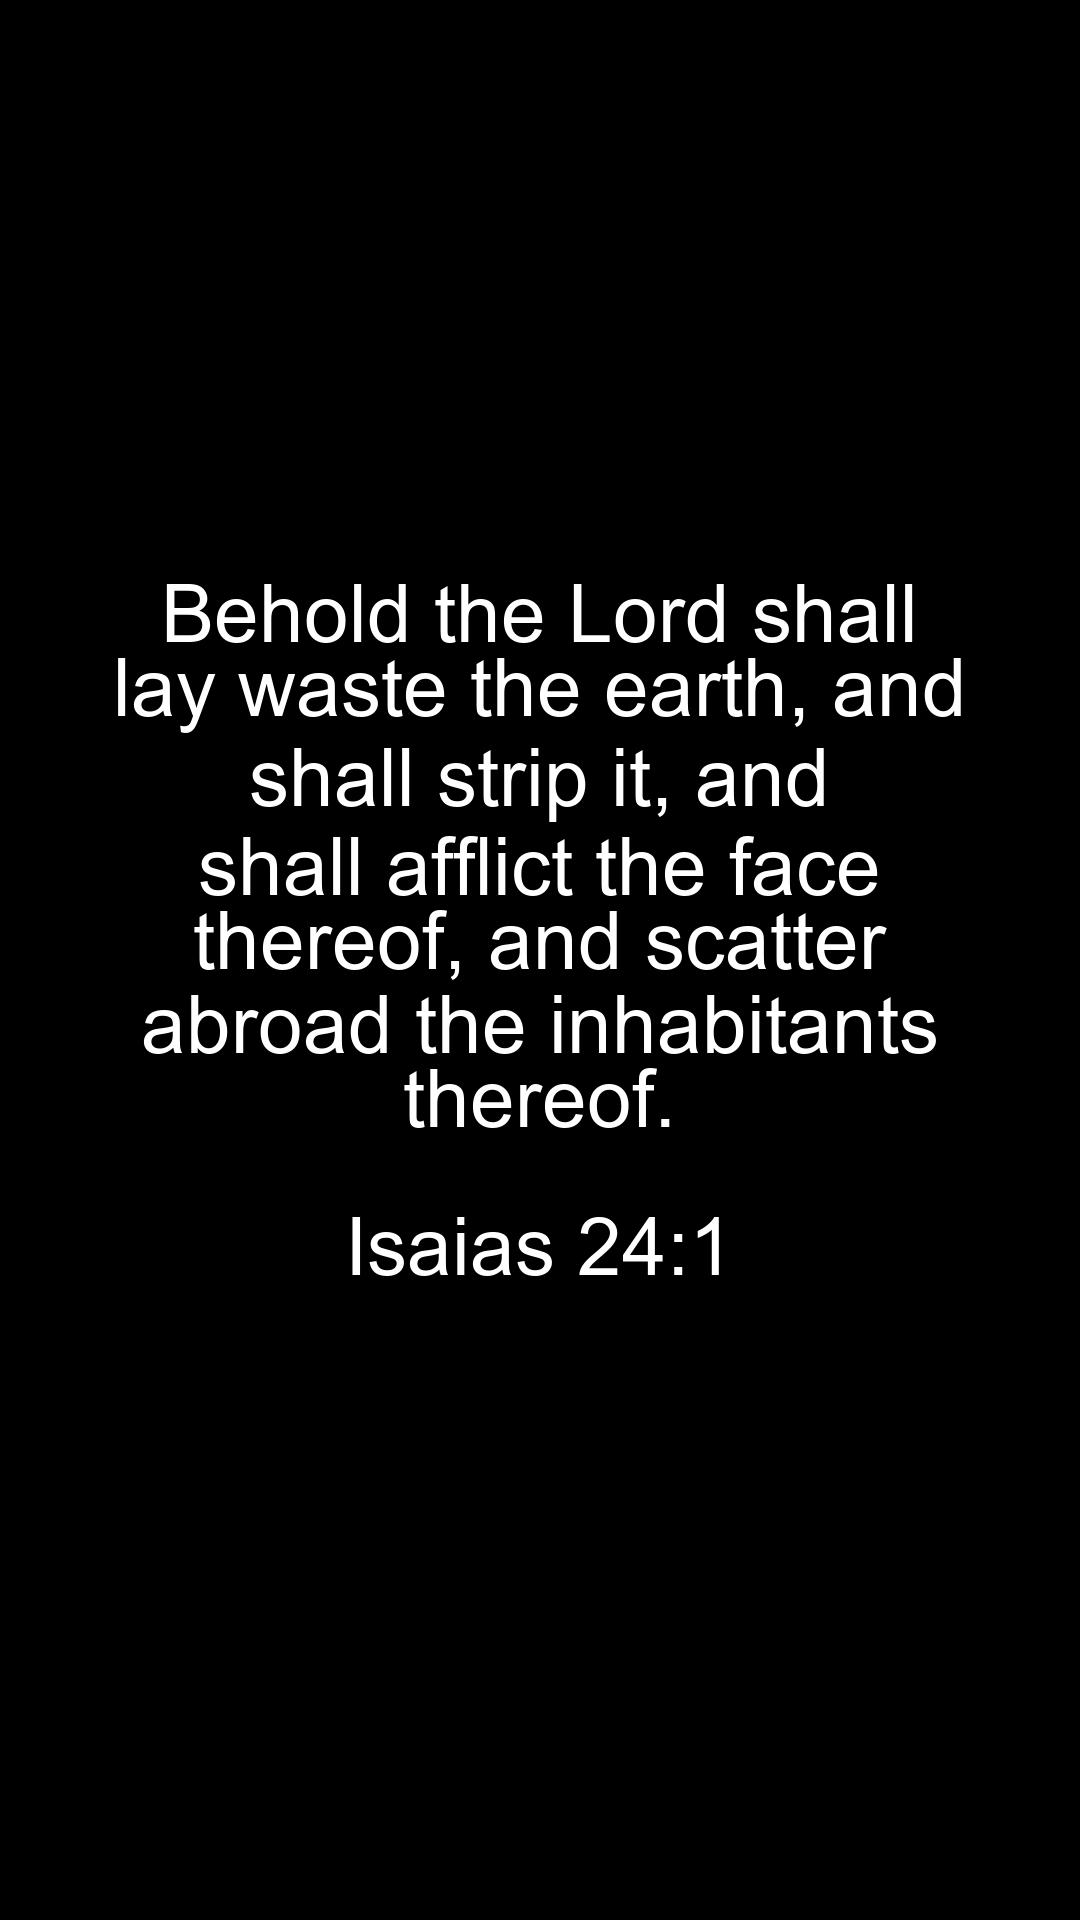 Behold the Lord shall
lay waste the earth, and
shall strip it, and
shall afflict the face
thereof, and scatter
abroad the inhabitants
thereof.
Isaias 24:1